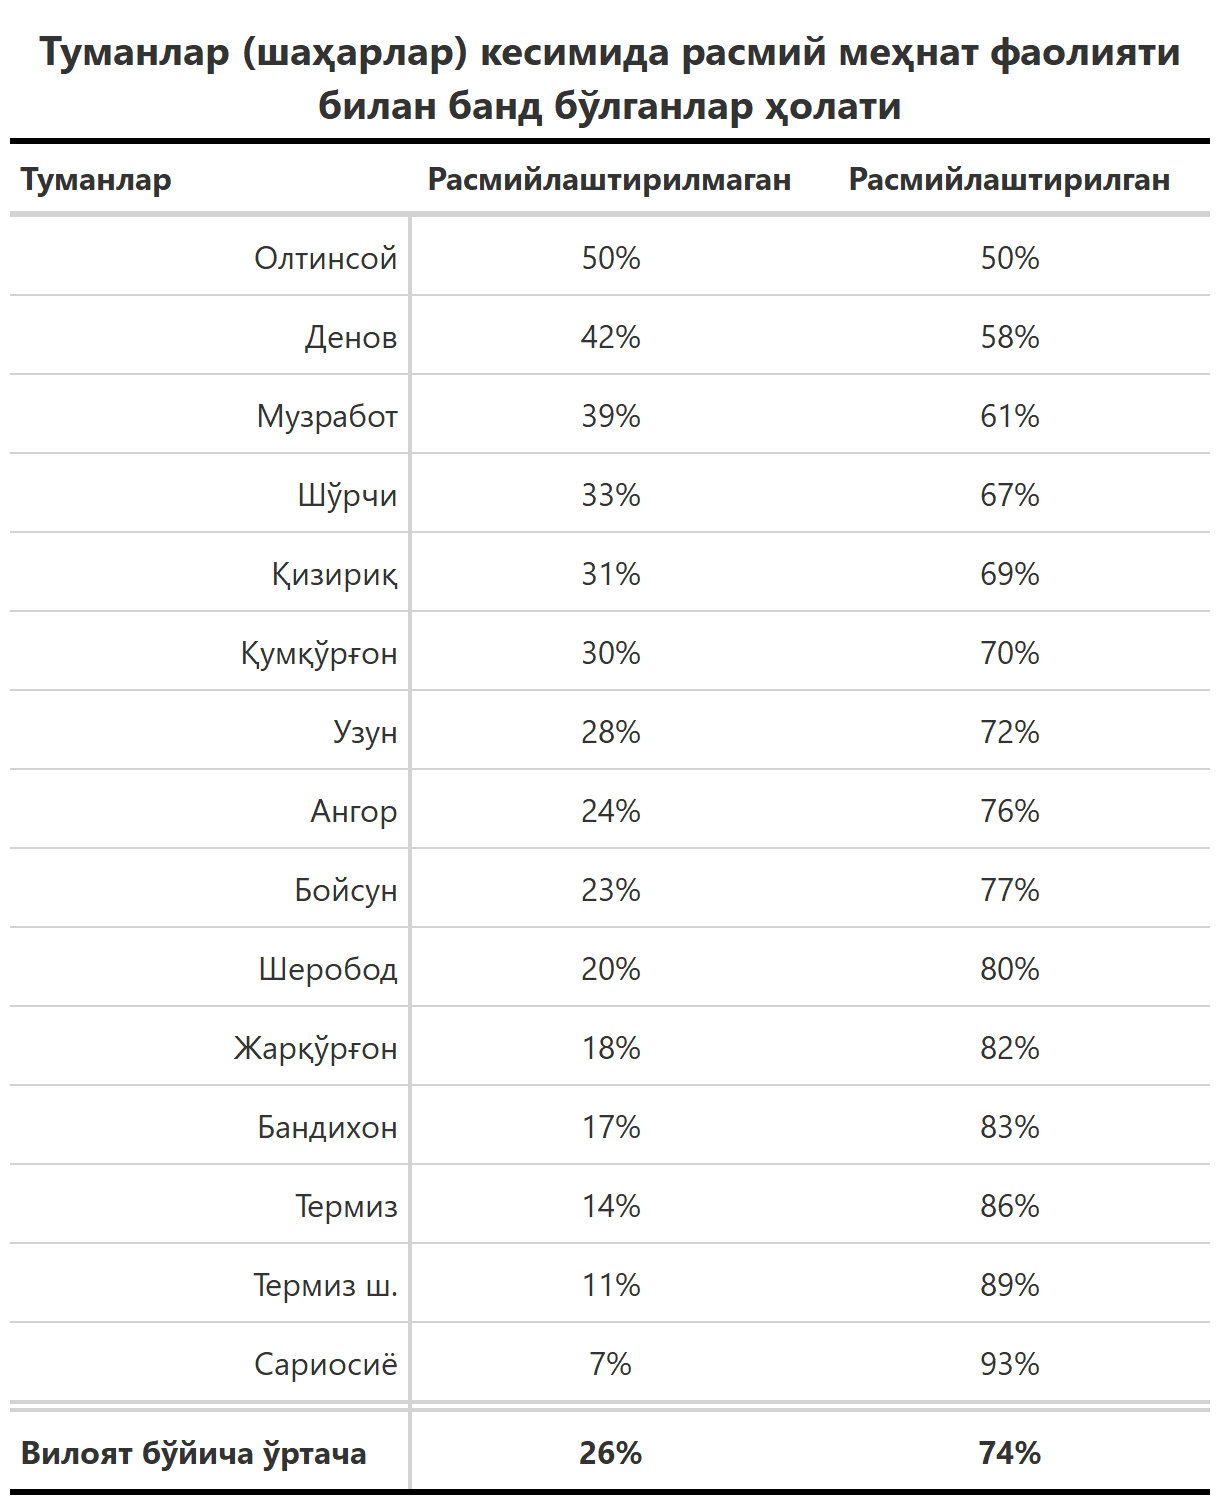 Туманлар (шаҳарлар) кесимида расмий меҳнат фаолияти
билан банд бўлганлар ҳолати
Туманлар Расмийлаштирилмаган Расмийлаштирилган
Олтинсой 50% 50%
Денов 42% 58%
Музработ 39% 61%
Шўрчи 33% 67%
Қизириқ 31% 69%
Қумқўрғон 30% 70%
Узун 28% 72%
Ангор 24% 76%
Бойсун 23% 77%
Шеробод 20% 80%
Жарқўрғон 18% 82%
Бандихон 17% 83%
Термиз 14% 86%
Термиз ш. 11% 89%
Сариосиё 7% 93%
Вилоят бўйича ўртача 26% 74%